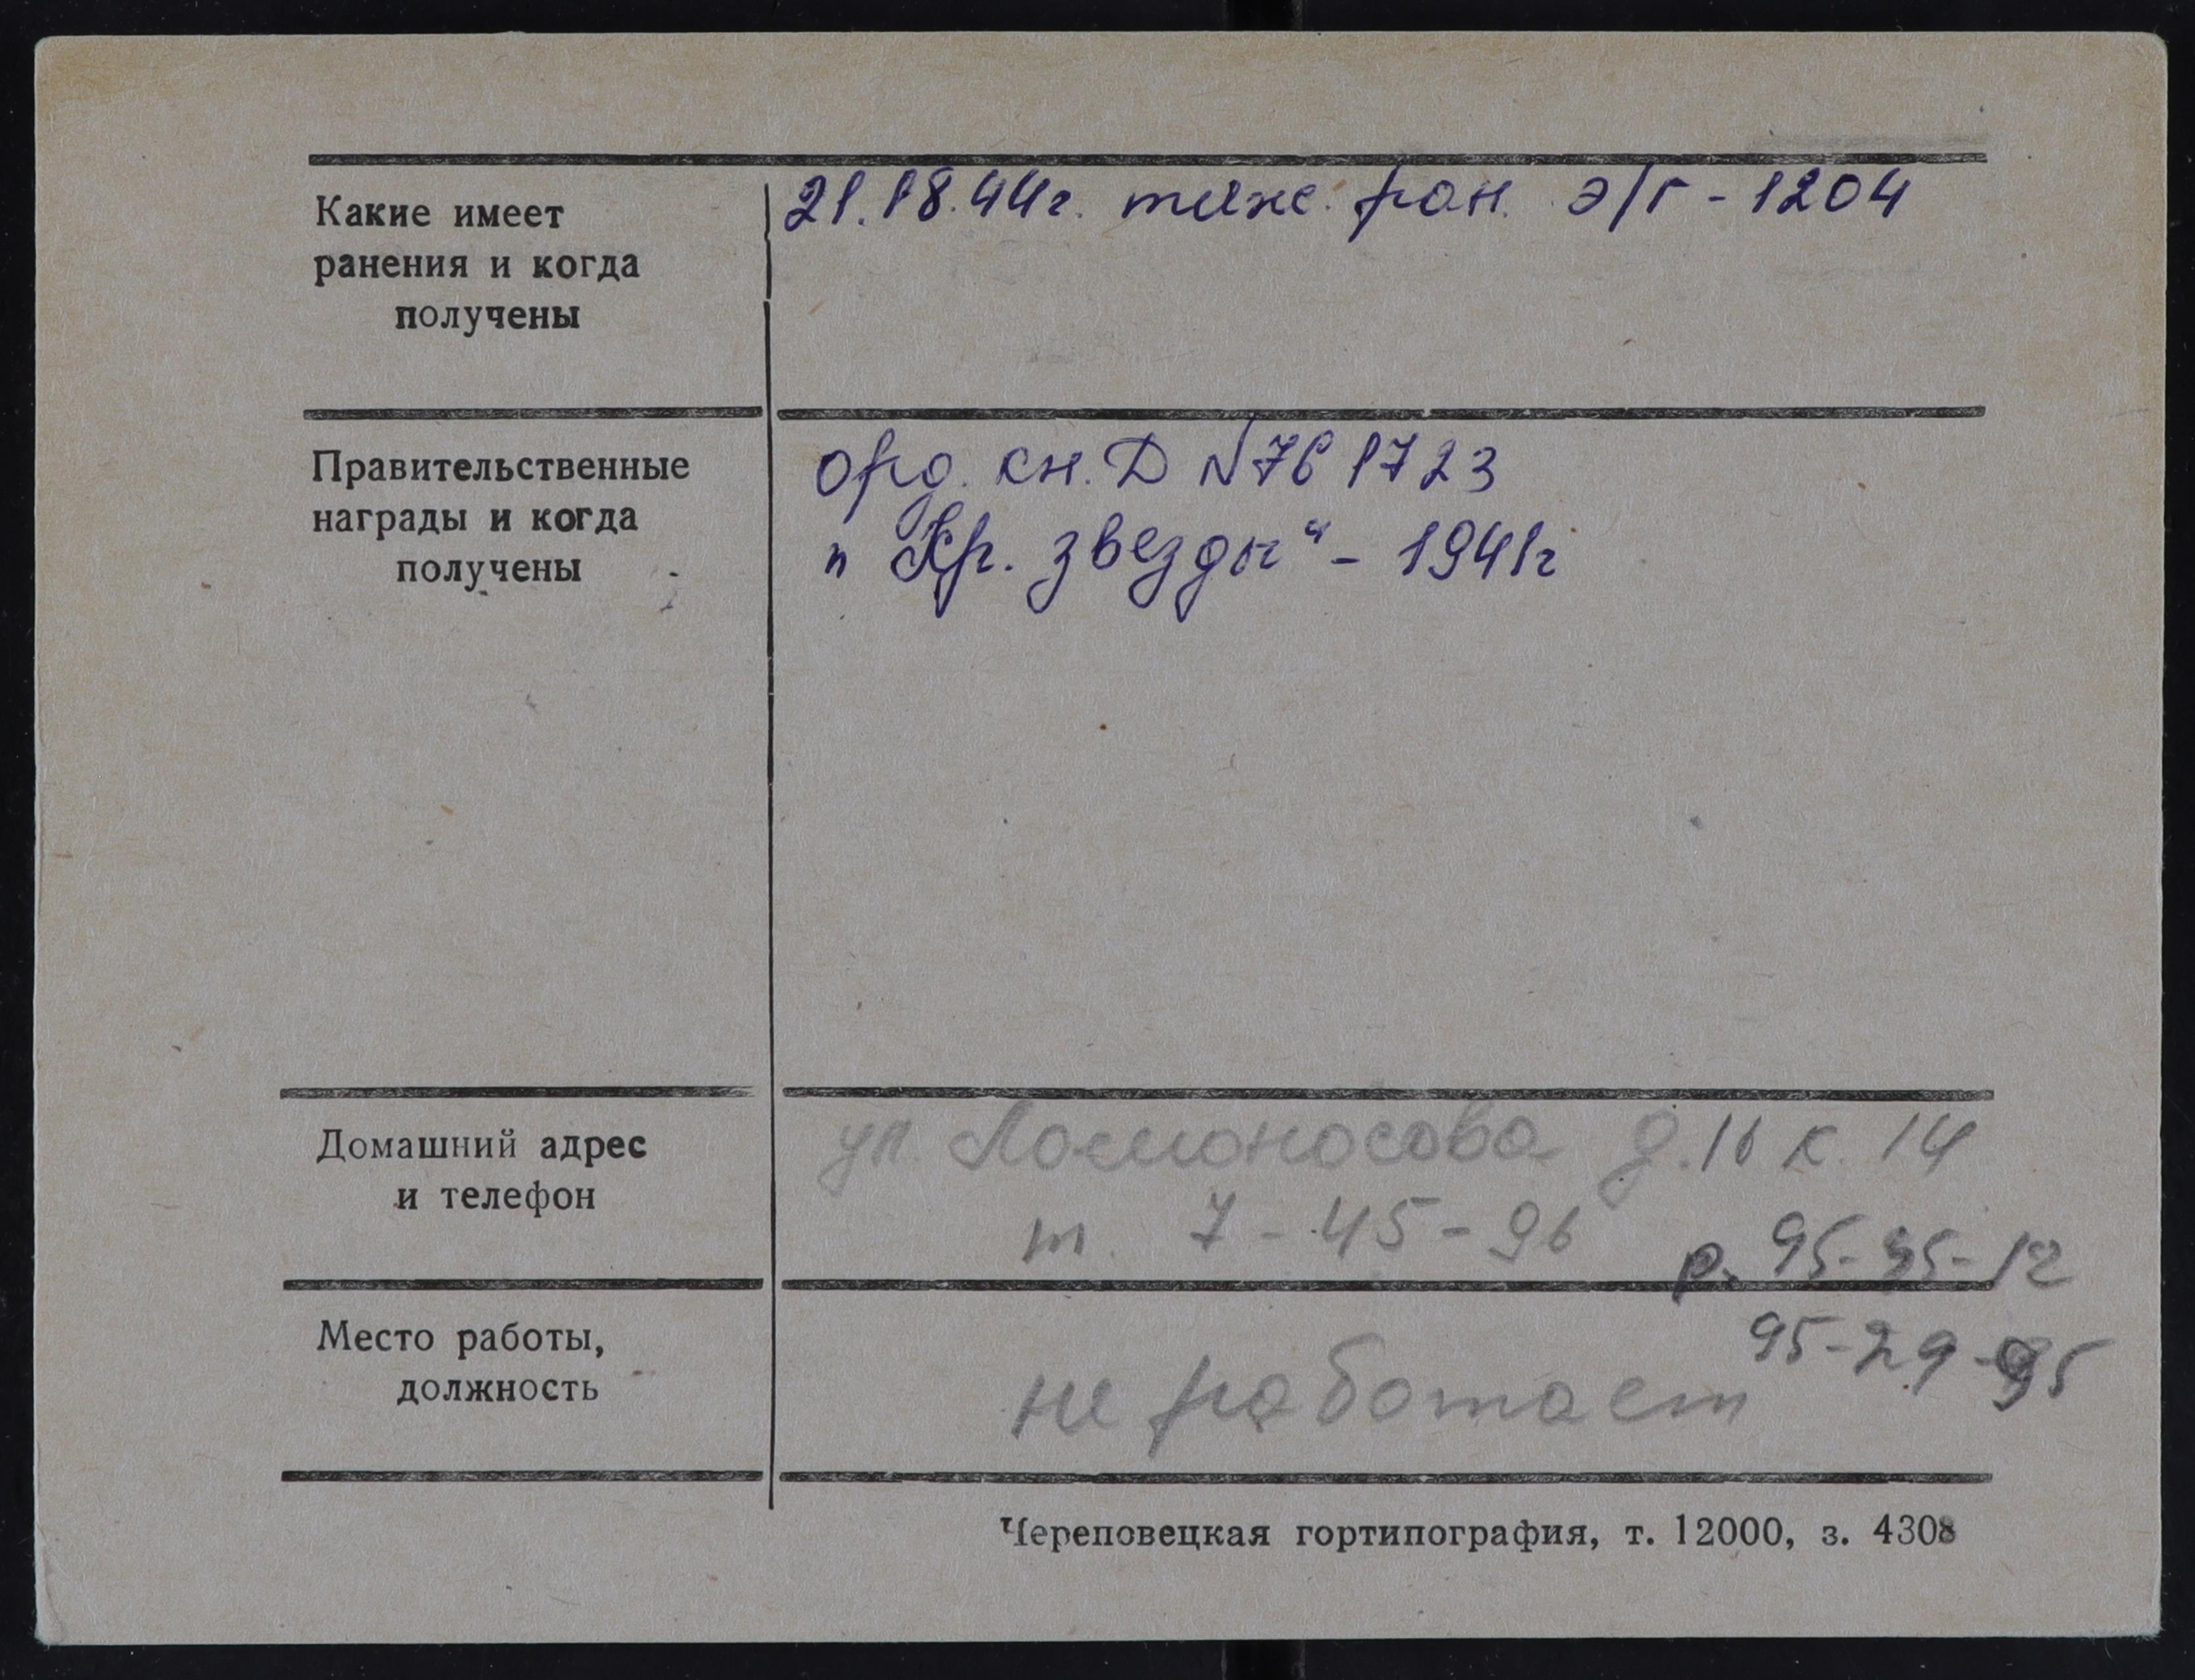 Какие имеет
ранения и когда
получены
21.18.44г. тяж. ран. э/г - 1204
Правительственные
награды и когда
получены
Орд. кн. Д №761723
" Кр. звезды" - 1941г
Домашний адрес
и телефон
ул. Ломоносова д.16 к. 14
т. 7-45-96
р. 95-35-12
95-29-95
Место работы,
должность
не работает
Череповецкая гортипография, т. 12000, з. 4308